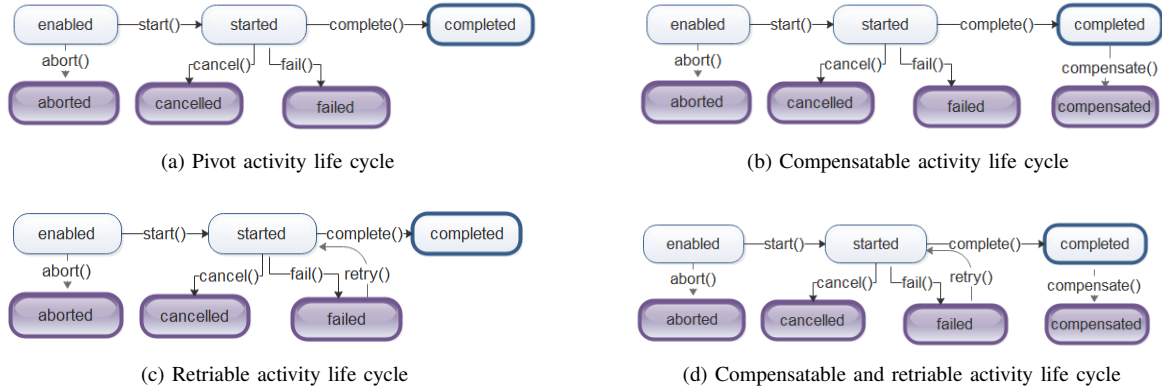 enabled start() started complete() completed
abort() cancel() fail()
aborted cancelled failed
(a) Pivot activity life cycle
enabled start() started complete() completed
abort() cancel() fail() compensate()
aborted cancelled failed compensated
(b) Compensatable activity life cycle
enabled start() started complete() completed
abort() cancel() fail() retry()
aborted cancelled failed
(c) Retriable activity life cycle
enabled start() started complete() completed
abort() cancel() fail() retry() compensate()
aborted cancelled failed compensated
(d) Compensatable and retriable activity life cycle